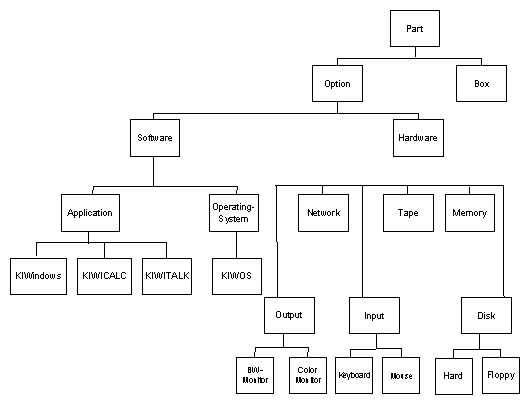 Part
Option
Box
Software
Hardware
Application
Operating-
System
Network
Tape
Memory
KIWindows
KIWICALC
KIWITALK
KIWOS
Output
Input
Disk
BW-
Monitor
Color
Monitor
Keyboard
Mouse
Hard
Floppy